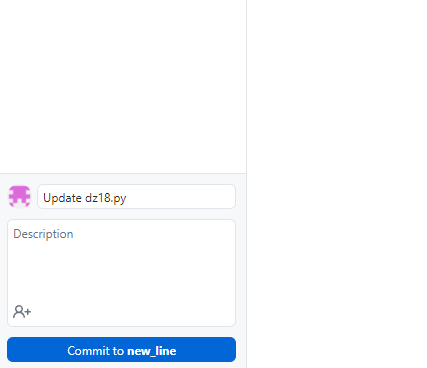 Update dz18.py
Description
Commit to new_line